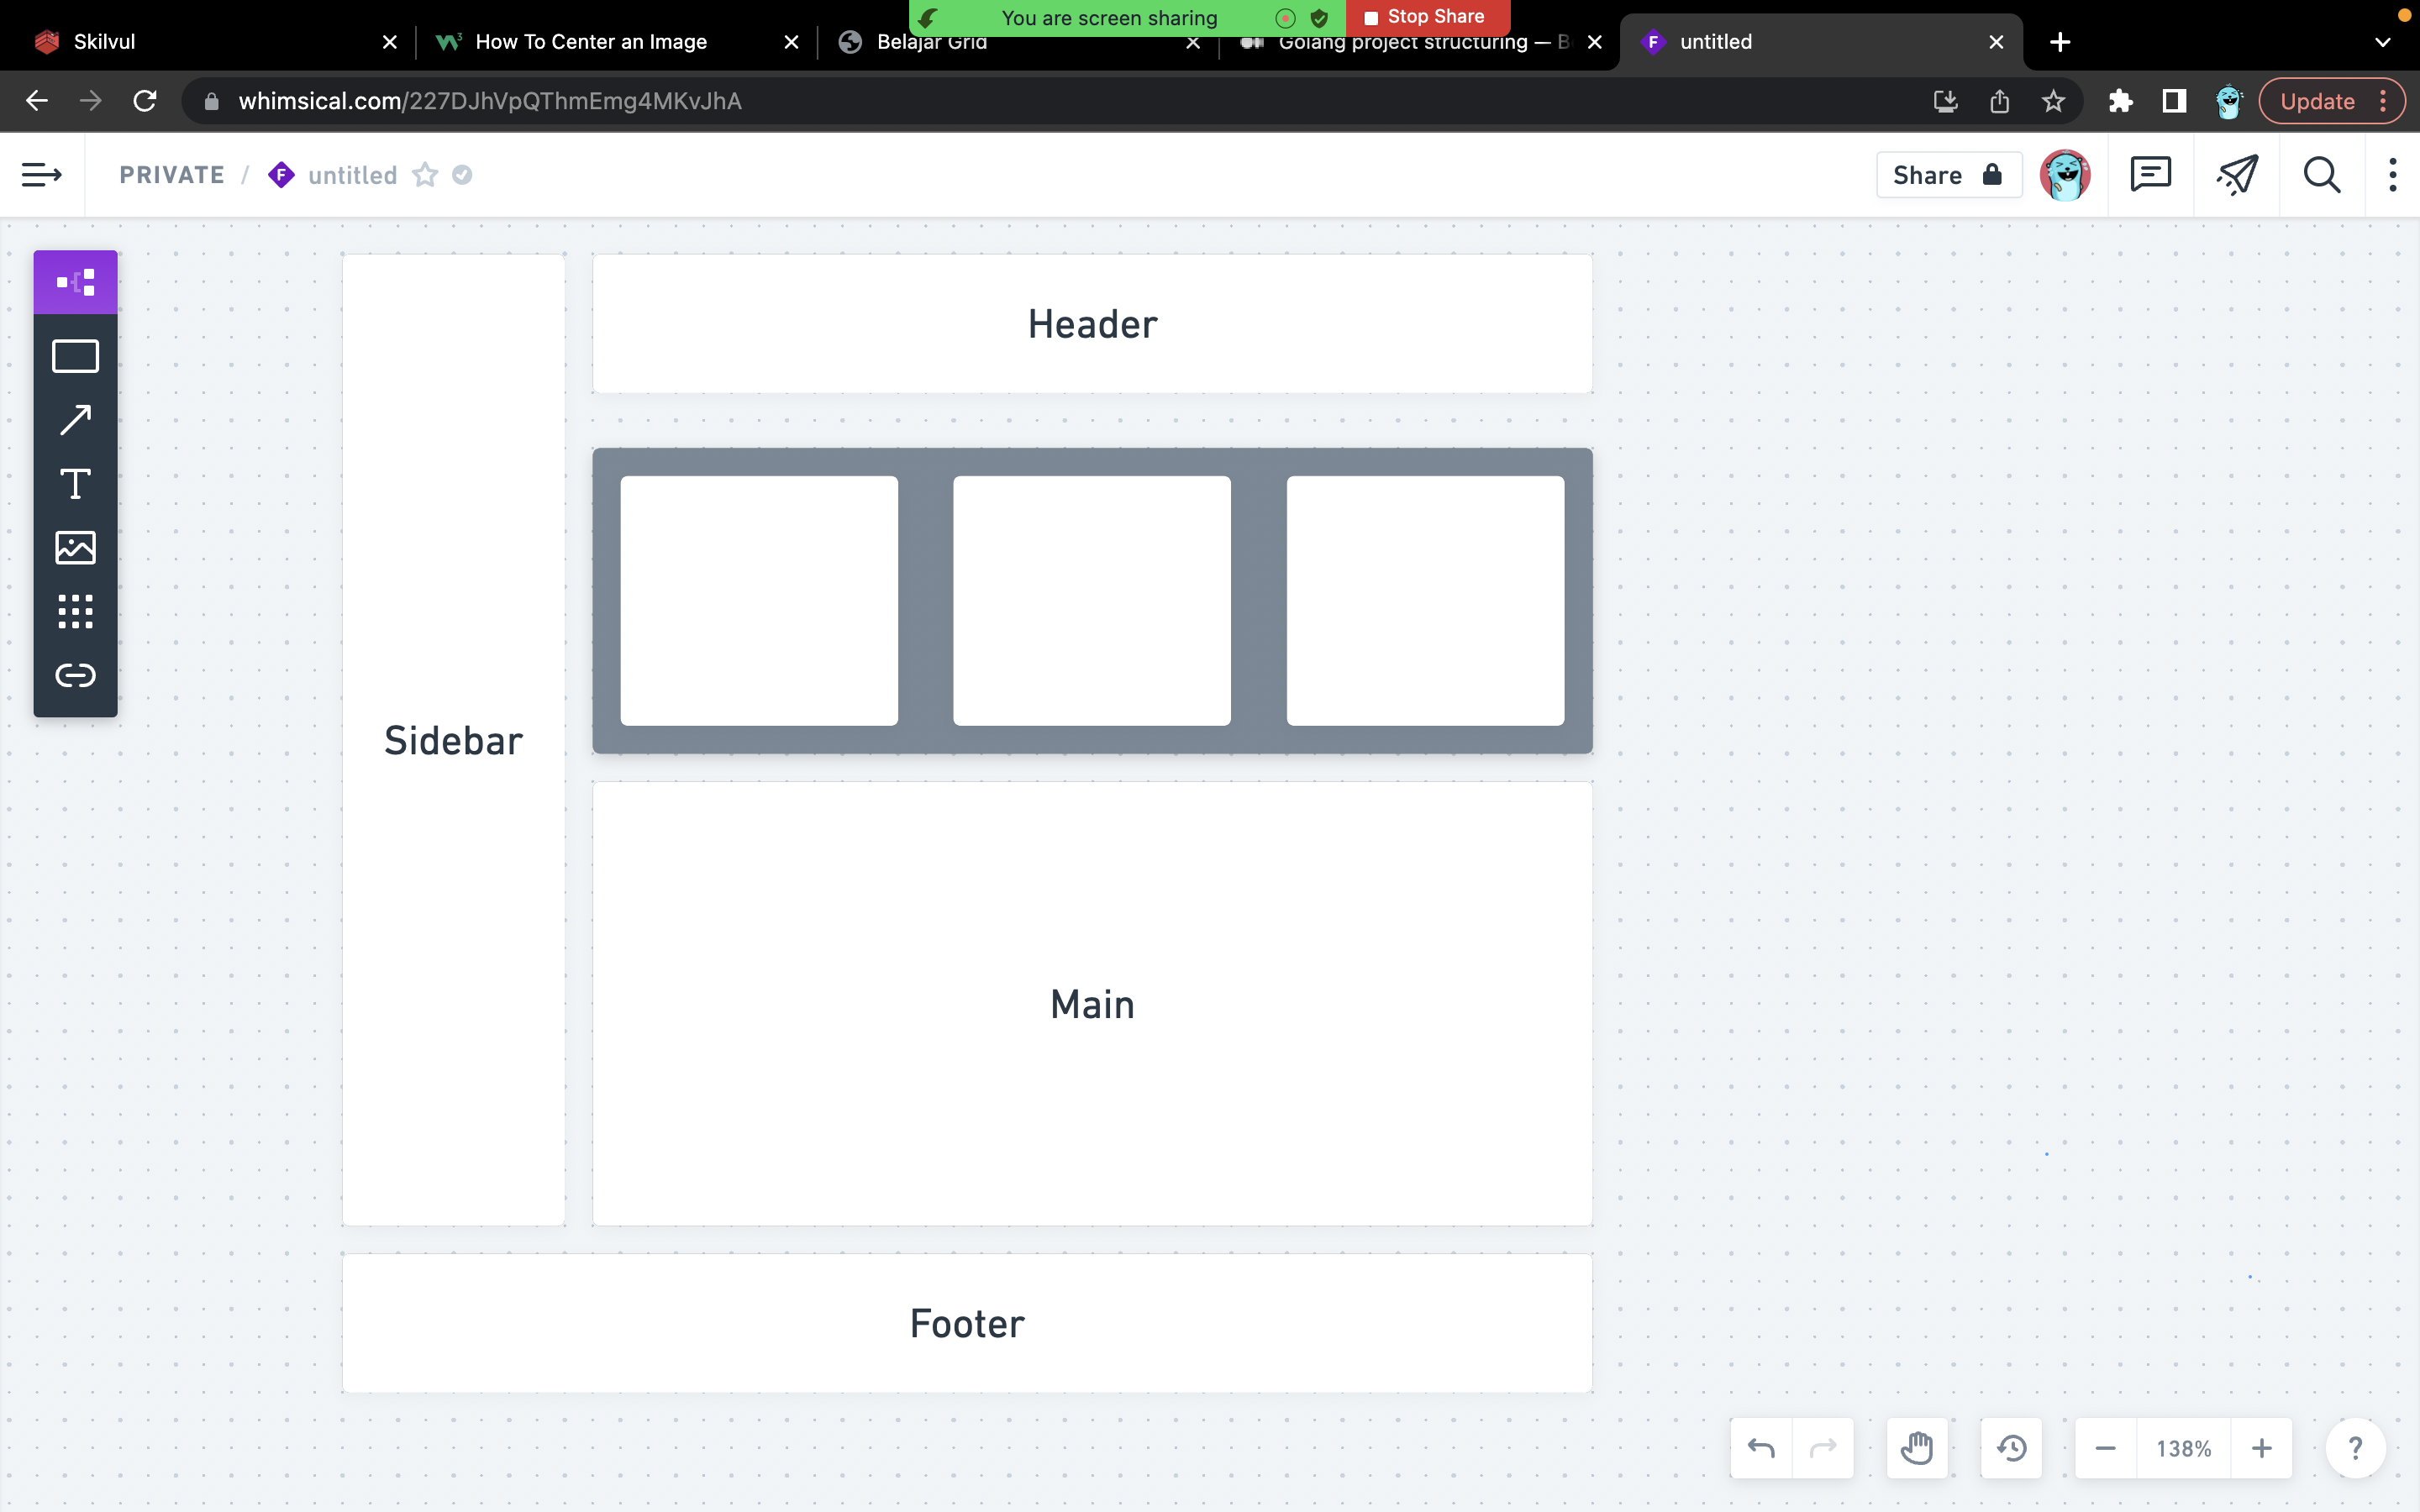 You are screen sharing
Stop Share
Skilvul
How To Center an Image
Belajar Grid
Golang project structuring — B
untitled
whimsical.com/227DJhVpQThmEmg4MKvJhA
Update
PRIVATE / F untitled
Share
Header
Sidebar
Main
Footer
138%
?